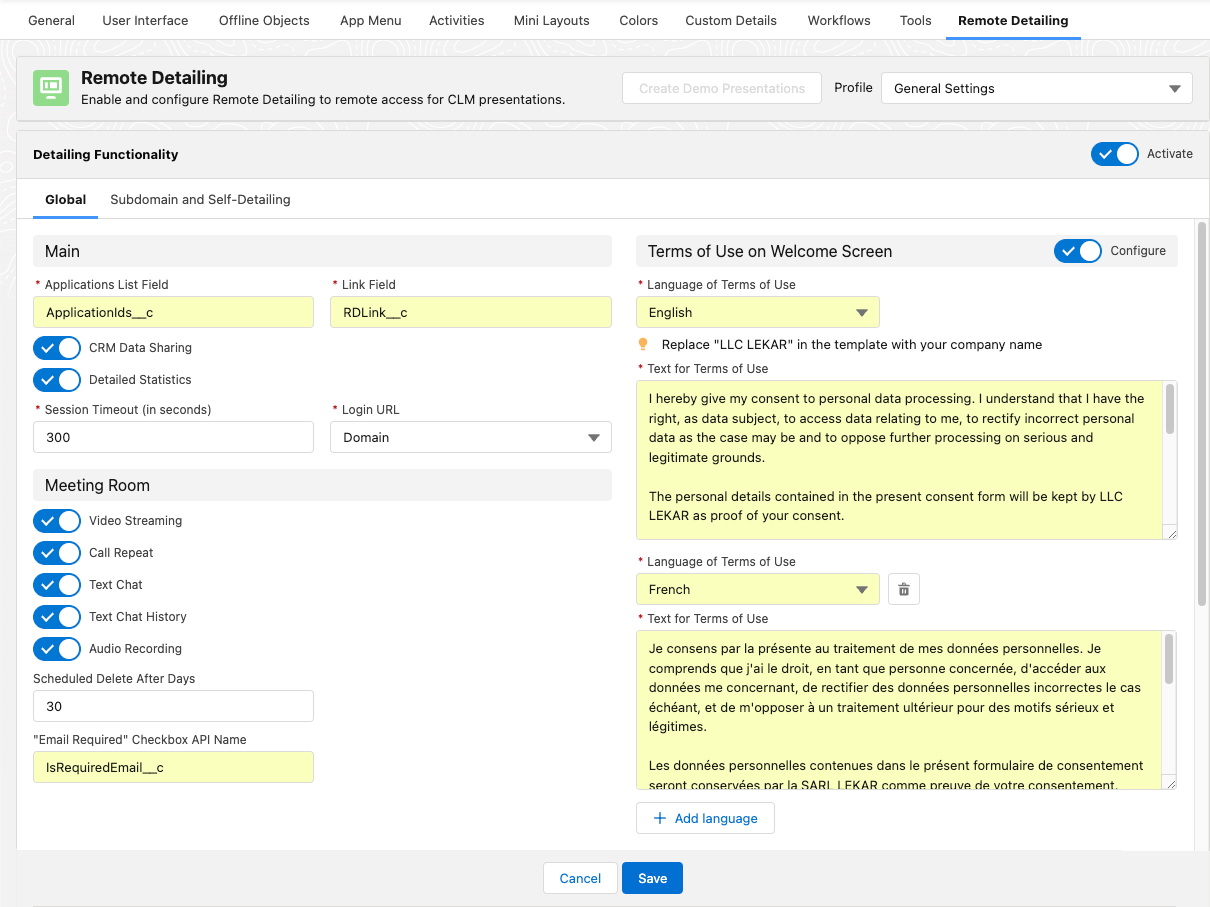 General User Interface Offline Objects App Menu Activities Mini Layouts Colors Custom Details Workflows Tools Remote Detailing
Remote Detailing
Enable and configure Remote Detailing to remote access for CLM presentations.
Create Demo Presentations
Profile
General Settings
Detailing Functionality
Activate
Global
Subdomain and Self-Detailing
Main
* Applications List Field
ApplicationIds__c
* Link Field
RDLink__c
CRM Data Sharing
Detailed Statistics
* Session Timeout (in seconds)
300
* Login URL
Domain
Meeting Room
Video Streaming
Call Repeat
Text Chat
Text Chat History
Audio Recording
Scheduled Delete After Days
30
"Email Required" Checkbox API Name
IsRequiredEmail__c
Terms of Use on Welcome Screen
Configure
* Language of Terms of Use
English
Replace "LLC LEKAR" in the template with your company name
* Text for Terms of Use
I hereby give my consent to personal data processing. I understand that I have the
right, as data subject, to access data relating to me, to rectify incorrect personal
data as the case may be and to oppose further processing on serious and
legitimate grounds.
The personal details contained in the present consent form will be kept by LLC
LEKAR as proof of your consent.
* Language of Terms of Use
French
* Text for Terms of Use
Je consens par la présente au traitement de mes données personnelles. Je
comprends que j'ai le droit, en tant que personne concernée, d'accéder aux
données me concernant, de rectifier des données personnelles incorrectes le cas
échéant, et de m'opposer à un traitement ultérieur pour des motifs sérieux et
légitimes.
Les données personnelles contenues dans le présent formulaire de consentement
seront conservées par la SARL LEKAR comme preuve de votre consentement.
Add language
Cancel
Save